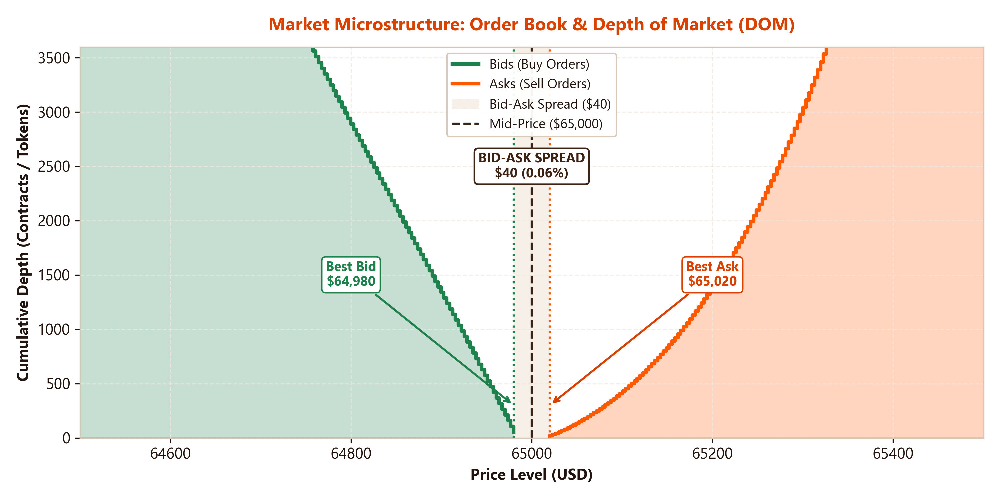 Market Microstructure: Order Book & Depth of Market (DOM)
Cumulative Depth (Contracts / Tokens)
3500
3000
2500
2000
1500
1000
500
0
Bids (Buy Orders)
Asks (Sell Orders)
Bid-Ask Spread ($40)
Mid-Price ($65,000)
BID-ASK SPREAD
$40 (0.06%)
Best Bid
$64,980
Best Ask
$65,020
64600
64800
65000
65200
65400
Price Level (USD)